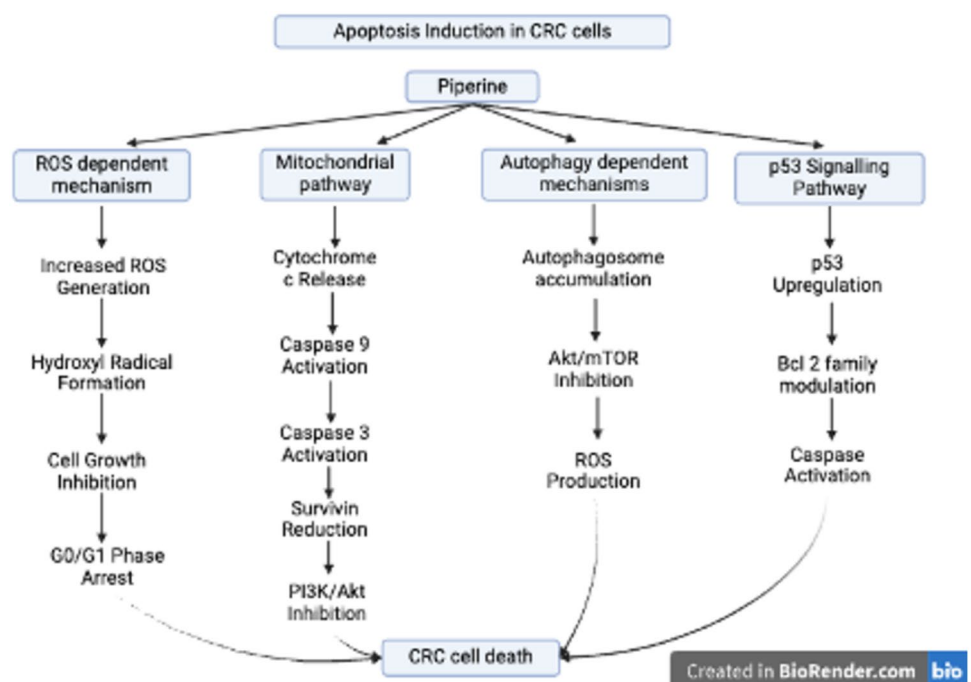 Apoptosis Induction in CRC cells
Piperine
ROS dependent
mechanism
Increased ROS
Generation
Hydroxyl Radical
Formation
Cell Growth
Inhibition
G0/G1 Phase
Arrest
Mitochondrial
pathway
Cytochrome
c Release
Caspase 9
Activation
Caspase 3
Activation
Survivin
Reduction
PI3K/Akt
Inhibition
Autophagy dependent
mechanisms
Autophagosome
accumulation
Akt/mTOR
Inhibition
ROS
Production
p53 Signalling
Pathway
p53
Upregulation
Bcl 2 family
modulation
Caspase
Activation
CRC cell death
Created in BioRender.com bio